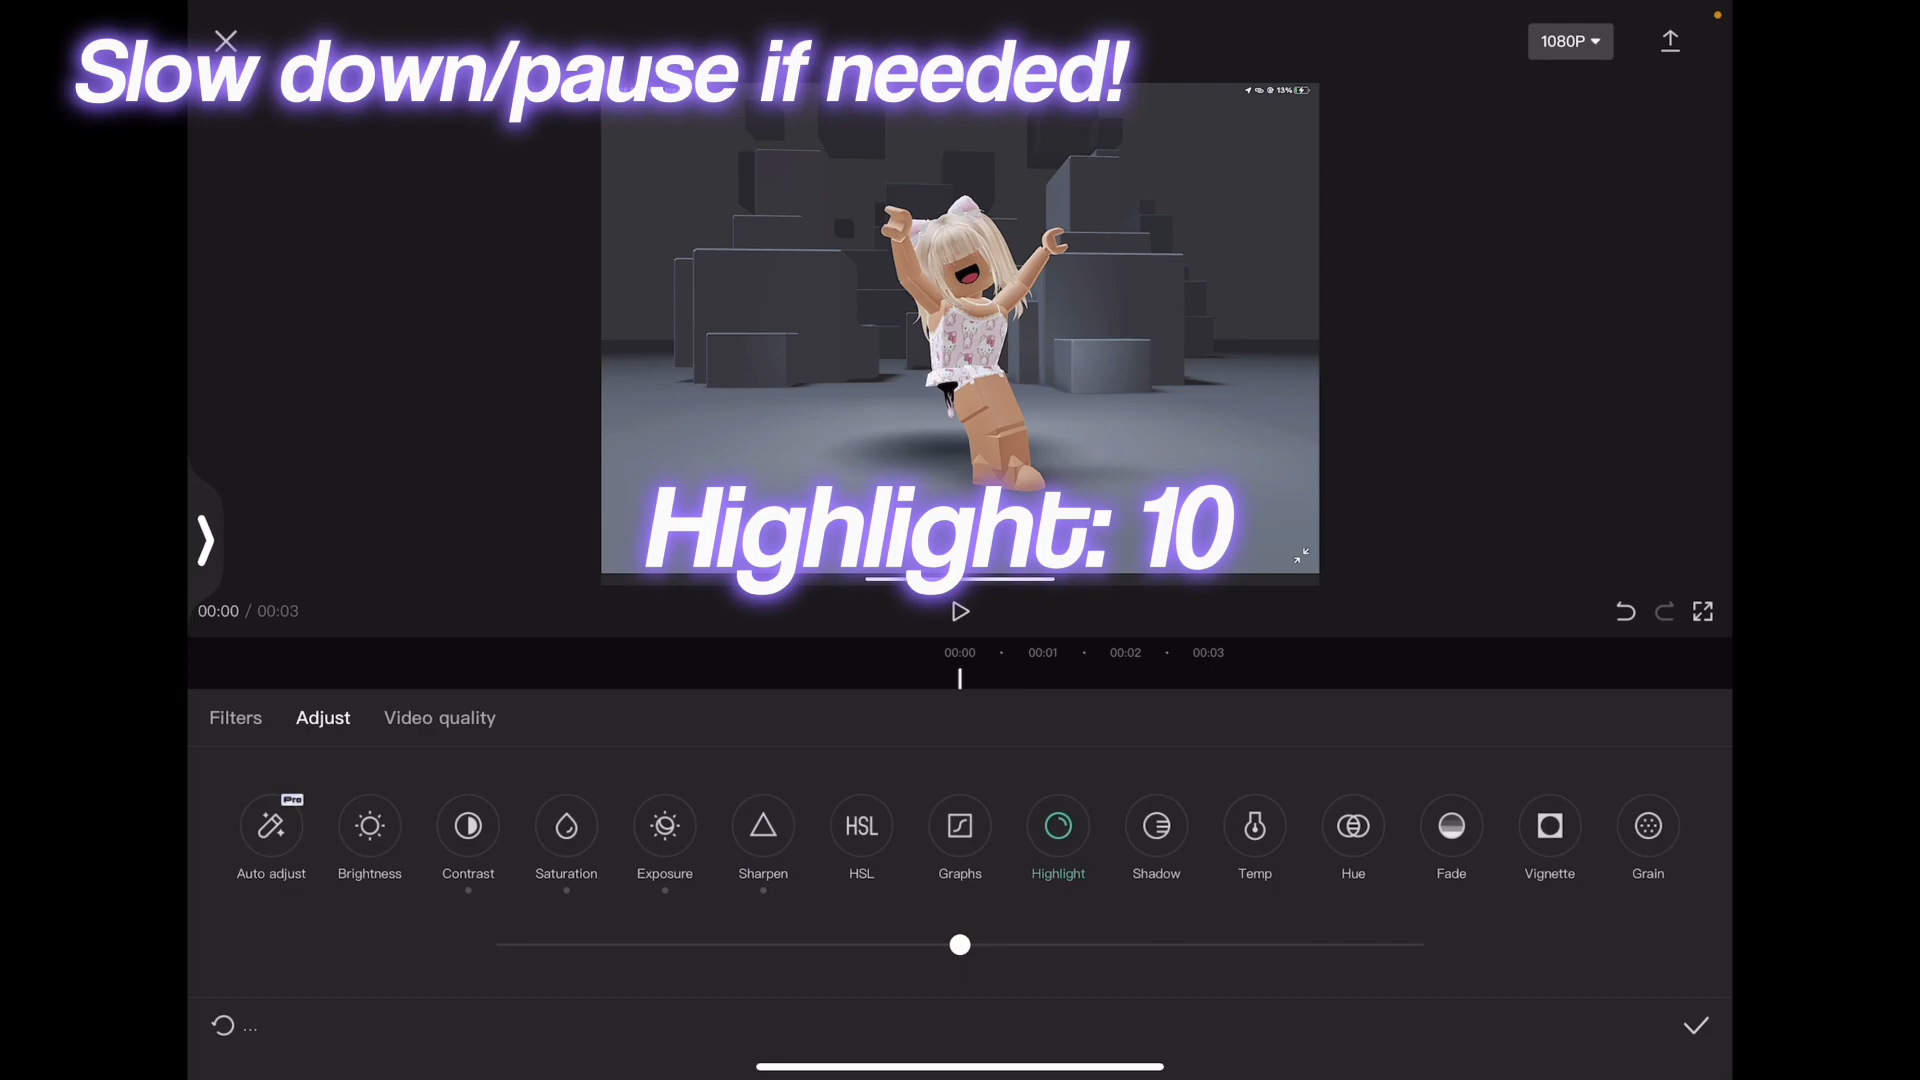 Slow down/pause if needed!
1080P
13%
Highlight: 10
00:00 / 00:03
00:00 00:01 00:02 00:03
Filters Adjust Video quality
Pro
HSL
Auto adjust Brightness Contrast Saturation Exposure Sharpen HSL Graphs Highlight Shadow Temp Hue Fade Vignette Grain
...